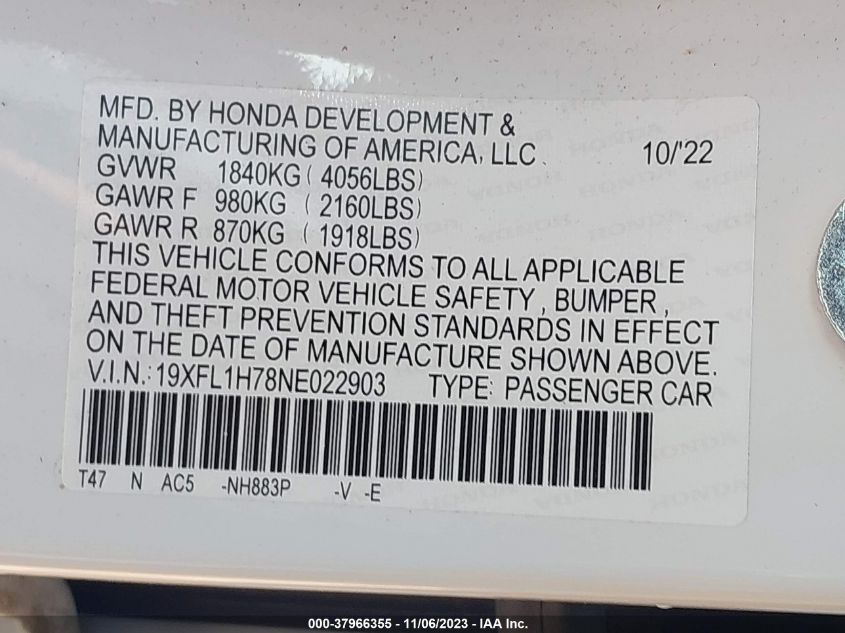 MFD. BY HONDA DEVELOPMENT &
MANUFACTURING OF AMERICA, LLC. 10/'22
GVWR 1840KG ( 4056LBS)
GAWR F 980KG ( 2160LBS)
GAWR R 870KG ( 1918LBS)
THIS VEHICLE CONFORMS TO ALL APPLICABLE
FEDERAL MOTOR VEHICLE SAFETY, BUMPER,
AND THEFT PREVENTION STANDARDS IN EFFECT
ON THE DATE OF MANUFACTURE SHOWN ABOVE.
V.I.N.: 19XFL1H78NE022903 TYPE: PASSENGER CAR
T47 N AC5 -NH883P -V -E
000-37966355 - 11/06/2023 - IAA Inc.